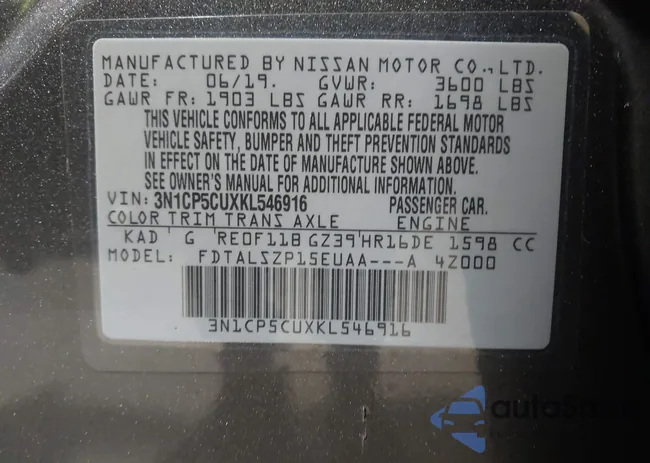 MANUFACTURED BY NISSAN MOTOR CO., LTD.
DATE: 06/19. GVWR: 3600 LBS
GAWR FR: 1903 LBS GAWR RR: 1698 LBS
THIS VEHICLE CONFORMS TO ALL APPLICABLE FEDERAL MOTOR
VEHICLE SAFETY, BUMPER AND THEFT PREVENTION STANDARDS
IN EFFECT ON THE DATE OF MANUFACTURE SHOWN ABOVE.
SEE OWNER'S MANUAL FOR ADDITIONAL INFORMATION.
VIN: 3N1CP5CUXKL546916 PASSENGER CAR.
COLOR TRIM TRANS AXLE ENGINE
KAD G RE0F11B GZ39 HR16DE 1598 CC
MODEL: FDTALSZP15EUAA---A 4Z000
3N1CP5CUXKL546916